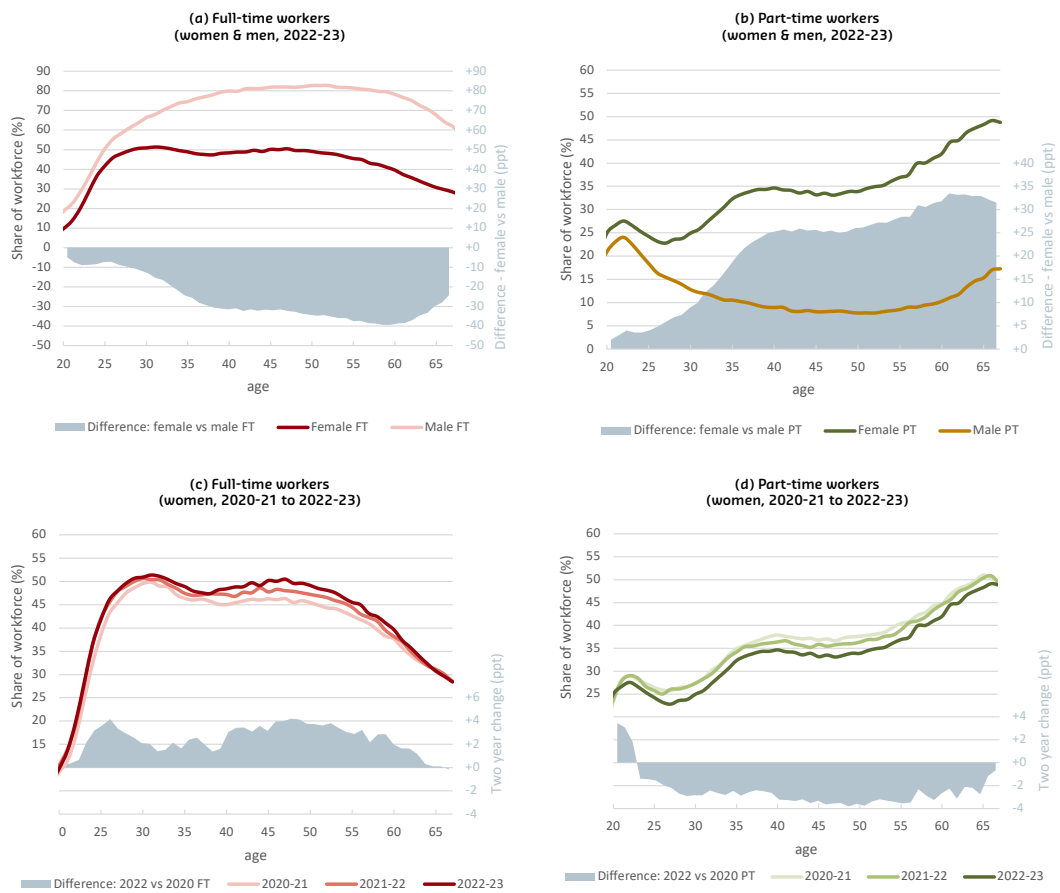 (a) Full-time workers
(women & men, 2022-23)
Share of workforce (%)
90
80
70
60
50
40
30
20
10
0
-10
-20
-30
-40
-50
+90
+80
+70
+60
+50
+40
+30
+20
+10
+0
-10
-20
-30
-40
-50
Difference - female vs male (ppt)
20 25 30 35 40 45 50 55 60 65
age
Difference: female vs male FT Female FT Male FT
(b) Part-time workers
(women & men, 2022-23)
Share of workforce (%)
60
55
50
45
40
35
30
25
20
15
10
5
0
+40
+35
+30
+25
+20
+15
+10
+5
+0
Difference - female vs male (ppt)
20 25 30 35 40 45 50 55 60 65
age
Difference: female vs male PT Female PT Male PT
(c) Full-time workers
(women, 2020-21 to 2022-23)
Share of workforce (%)
60
55
50
45
40
35
30
25
20
15
+6
+4
+2
+0
-2
-4
Two year change (ppt)
0 25 30 35 40 45 50 55 60 65
age
Difference: 2022 vs 2020 FT 2020-21 2021-22 2022-23
(d) Part-time workers
(women, 2020-21 to 2022-23)
Share of workforce (%)
60
55
50
45
40
35
30
25
+4
+2
+0
-2
-4
Two year change (ppt)
20 25 30 35 40 45 50 55 60 65
age
Difference: 2022 vs 2020 PT 2020-21 2021-22 2022-23